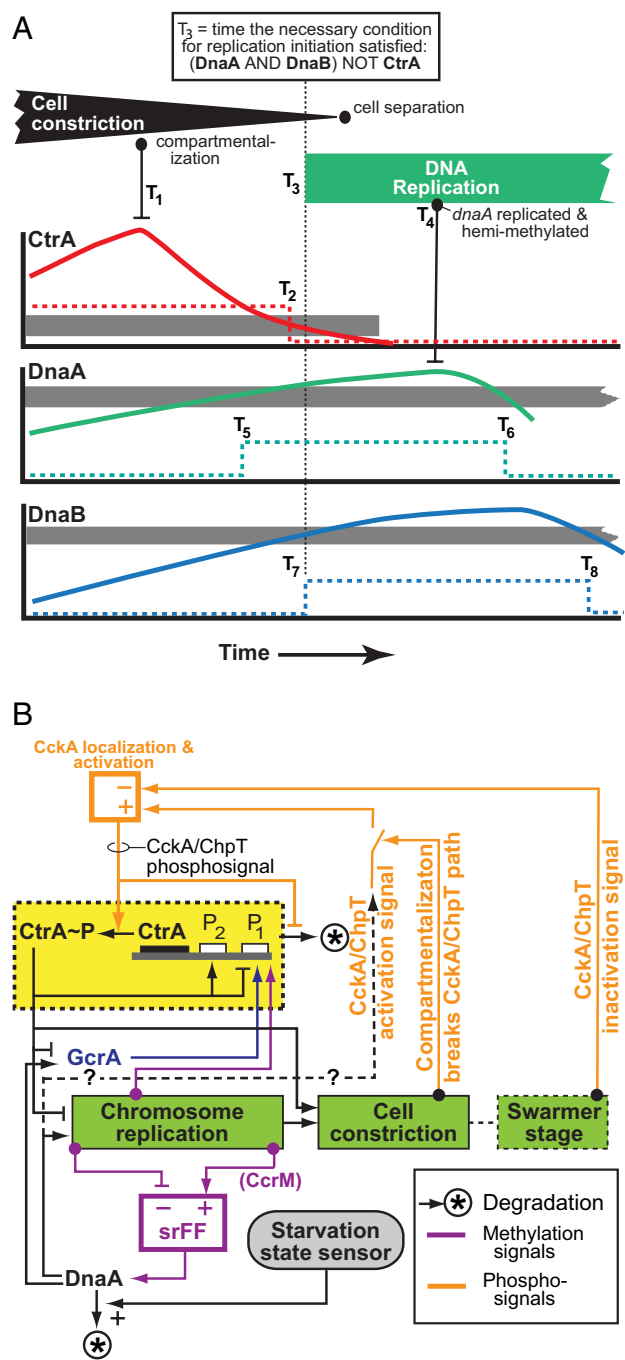 A
T3 = time the necessary condition
for replication initiation satisfied:
(DnaA AND DnaB) NOT CtrA
Cell
constriction
cell separation
compartmental-
ization
T1
T3
DNA
Replication
T4
dnaA replicated &
hemi-methylated
CtrA
T2
DnaA
T5
T6
DnaB
T7
T8
Time
B
CckA localization &
activation
−
+
CckA/ChpT
phosphosignal
CtrA~P
CtrA
P2
P1
*
CckA/ChpT
activation signal
Compartmentalizaton
breaks CckA/ChpT path
CckA/ChpT
inactivation signal
GcrA
?
?
Chromosome
replication
Cell
constriction
Swarmer
stage
(CcrM)
− +
srFF
Starvation
state sensor
DnaA
+
*
* Degradation
Methylation
signals
Phospho-
signals